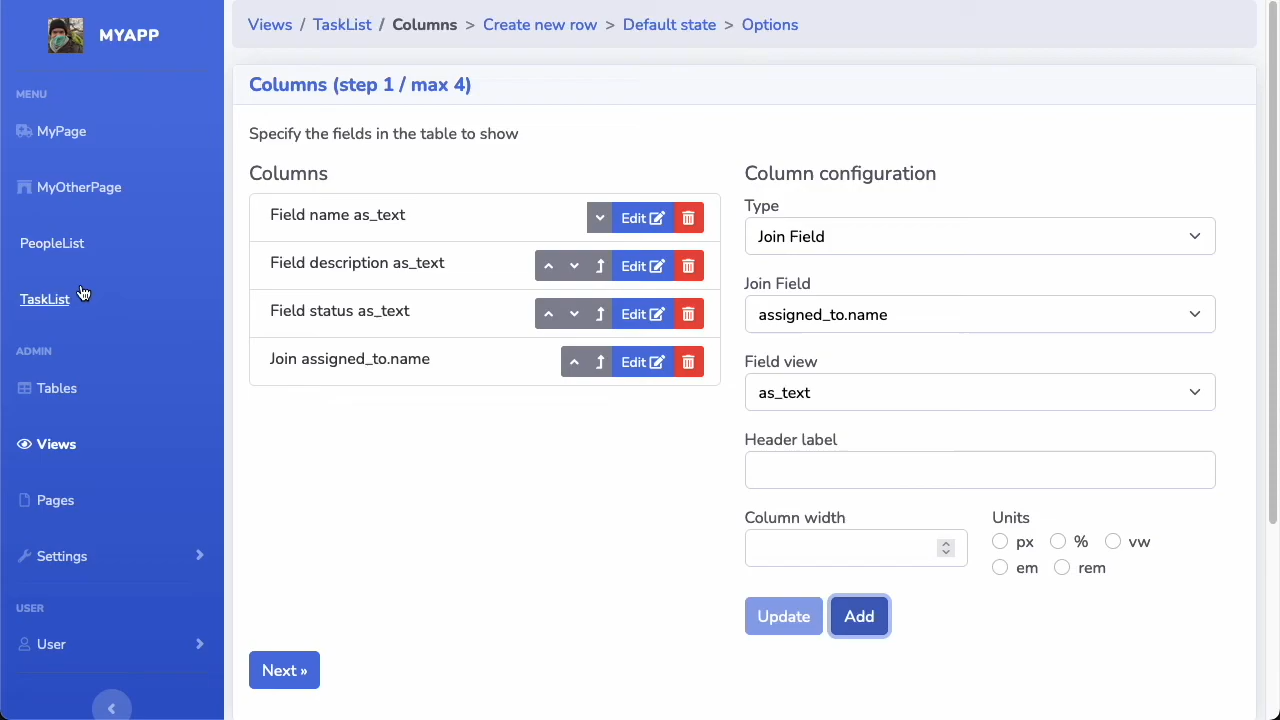 MYAPP
MENU
MyPage
MyOtherPage
PeopleList
TaskList
ADMIN
Tables
Views
Pages
Settings
USER
User
Views / TaskList / Columns > Create new row > Default state > Options
Columns (step 1 / max 4)
Specify the fields in the table to show
Columns
Field name as_text Edit
Field description as_text Edit
Field status as_text Edit
Join assigned_to.name Edit
Next »
Column configuration
Type
Join Field
Join Field
assigned_to.name
Field view
as_text
Header label
Column width
Units
px % vw
em rem
Update Add